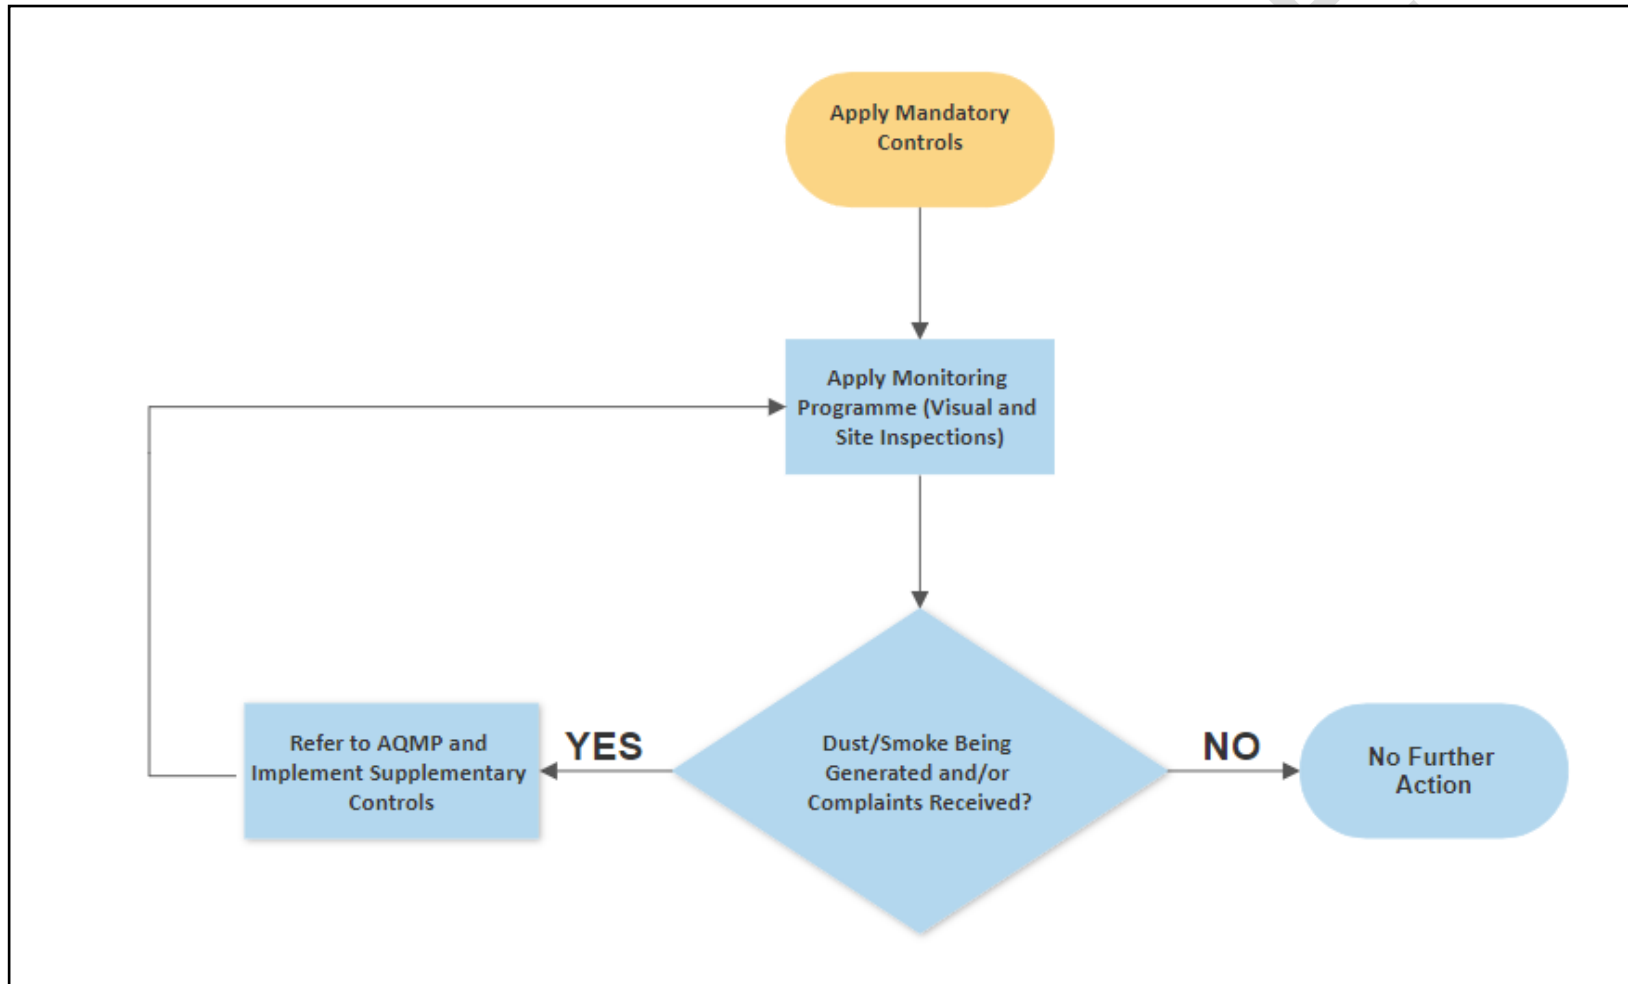 Apply Mandatory
Controls
Apply Monitoring
Programme (Visual and
Site Inspections)
Refer to AQMP and
Implement Supplementary
Controls
YES
Dust/Smoke Being
Generated and/or
Complaints Received?
NO
No Further
Action